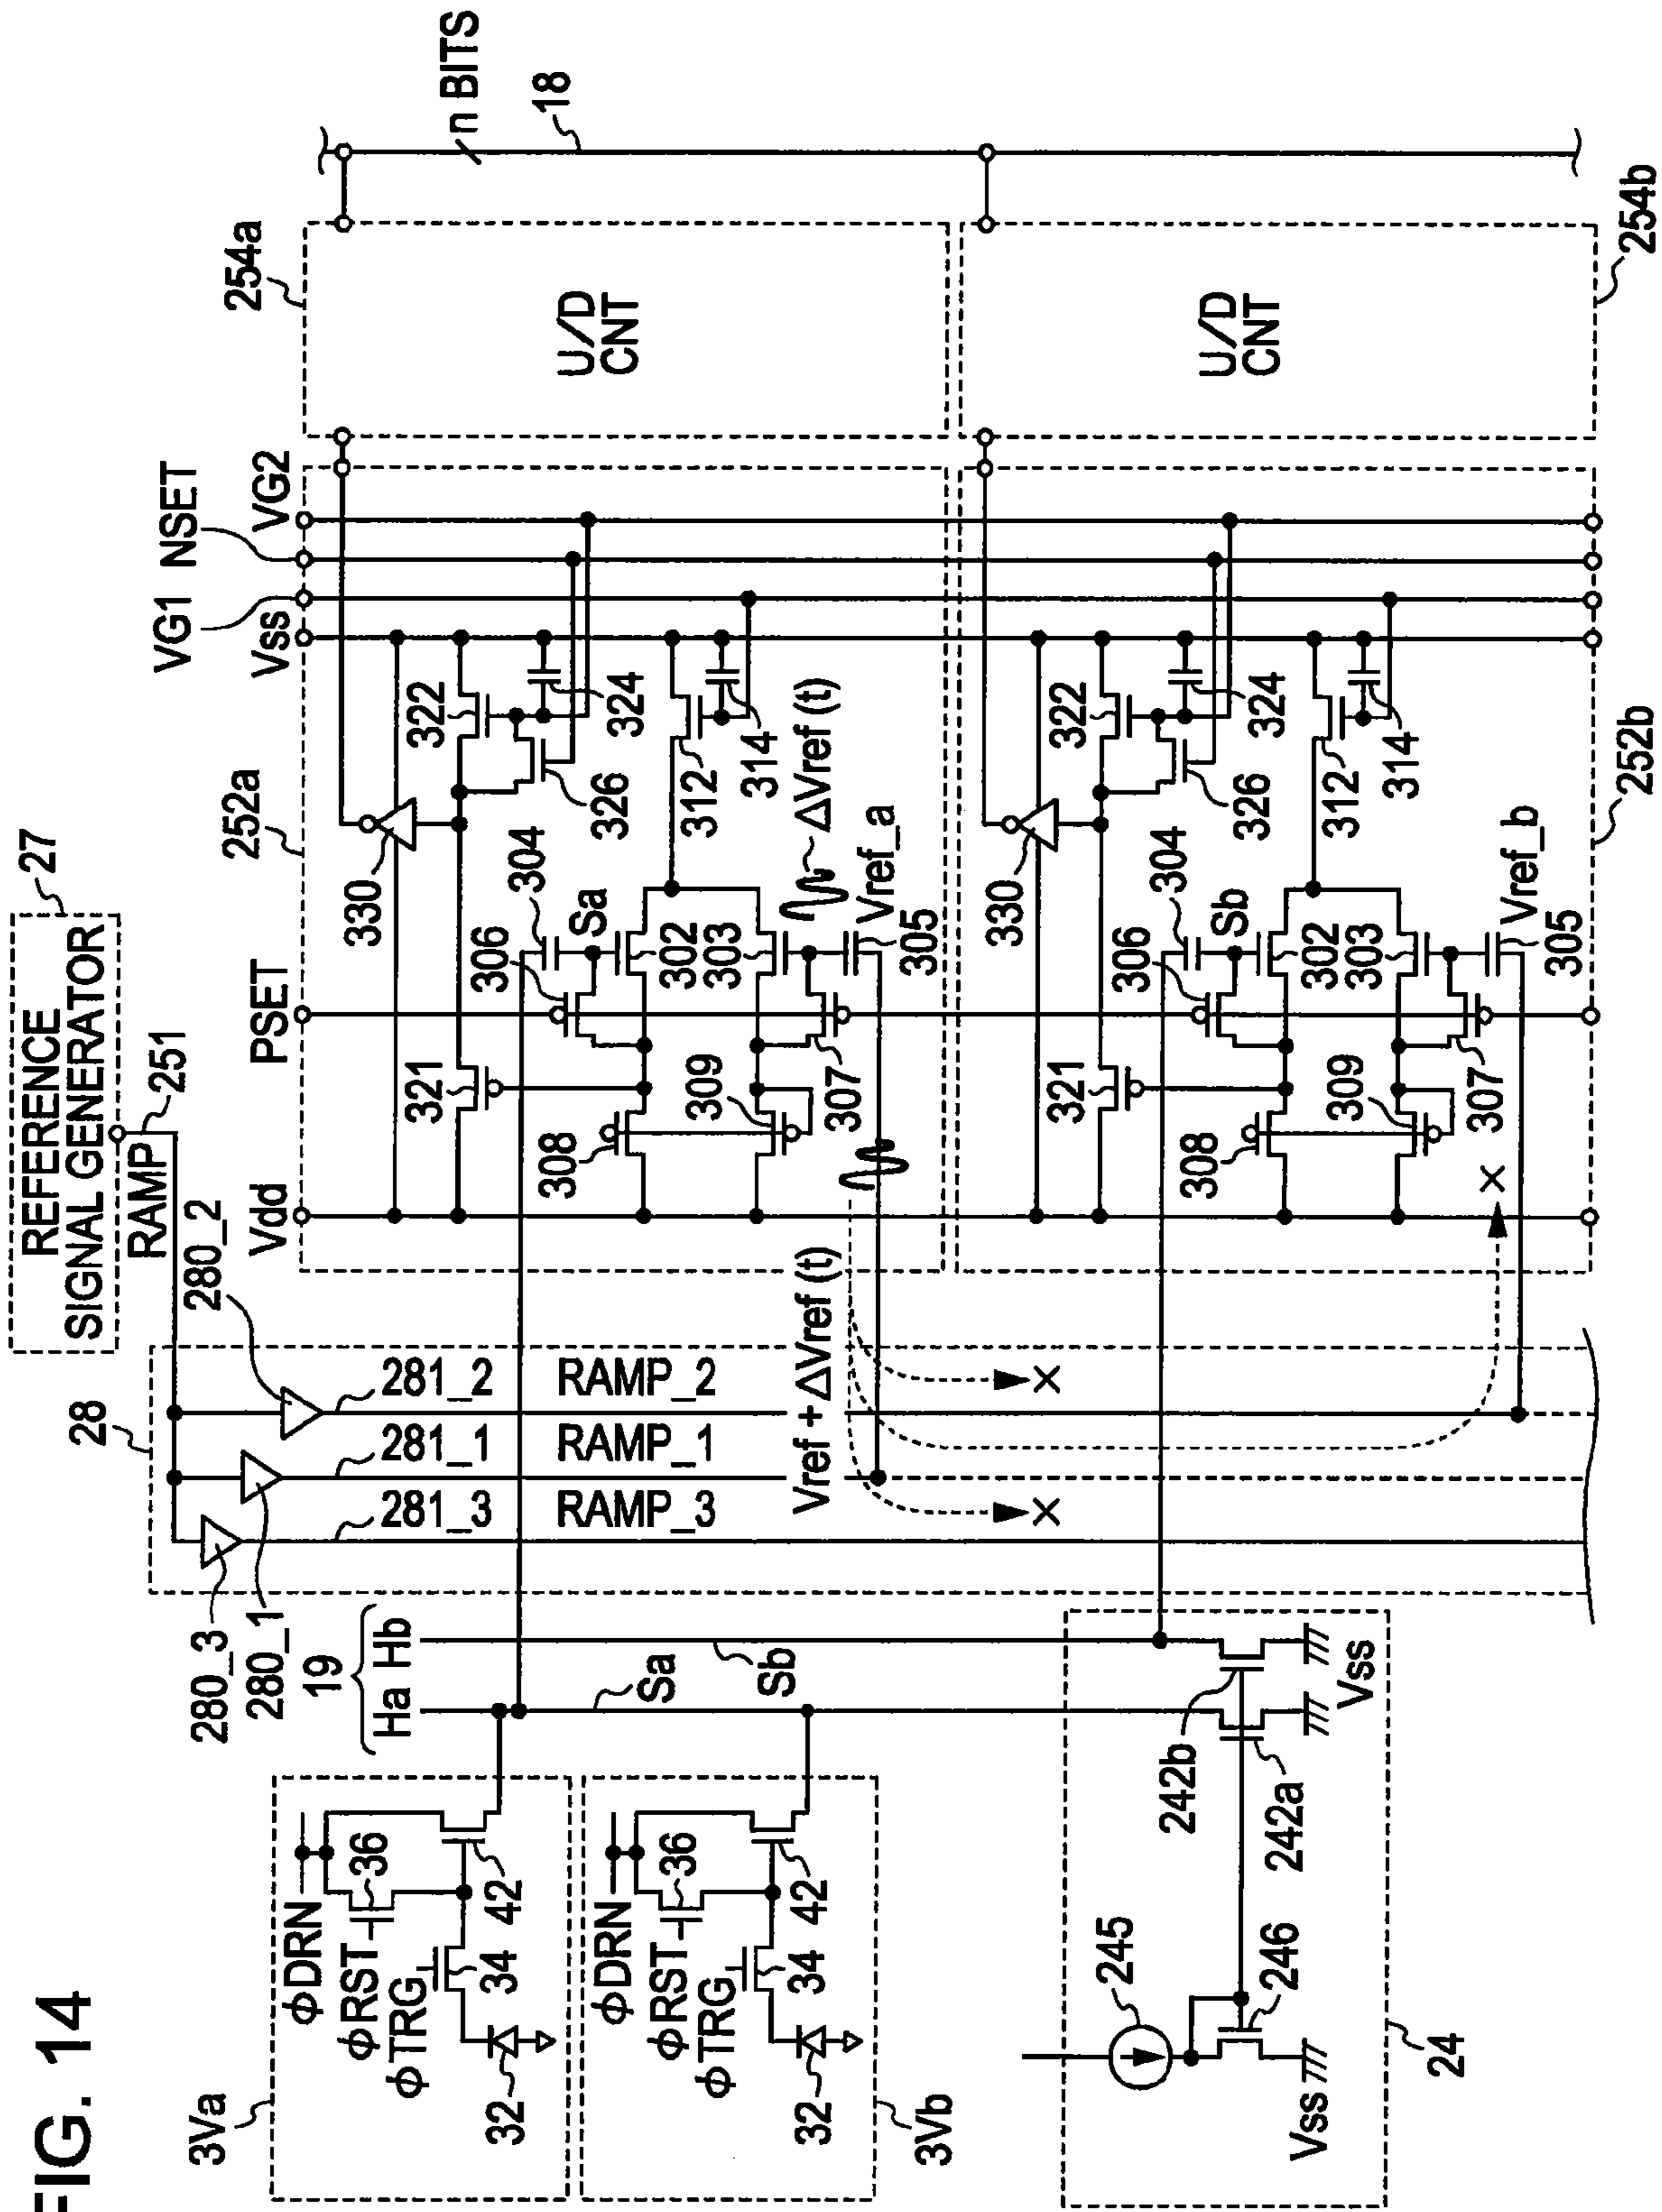 FIG. 14
REFERENCE
SIGNAL GENERATOR
27
RAMP
251
28
280_2
280_3
280_1
281_2
RAMP_2
281_1
RAMP_1
281_3
RAMP_3
Vdd
PSET
252a
Vss
VG1
NSET
VG2
254a
n BITS
18
U/D
CNT
330
322
324
326
321
306
304
Sa
302
303
312
314
ΔVref (t)
Vref_a
305
308
309
307
Vref + ΔVref (t)
×
×
×
U/D
CNT
254b
330
322
324
326
321
306
304
Sb
302
303
312
314
Vref_b
305
308
309
307
252b
19
Ha Hb
Sa
Sb
3Va
ϕDRN
ϕRST
ϕTRG
36
42
34
32
3Vb
ϕDRN
ϕRST
ϕTRG
36
42
34
32
242b
242a
Vss
245
246
Vss
24